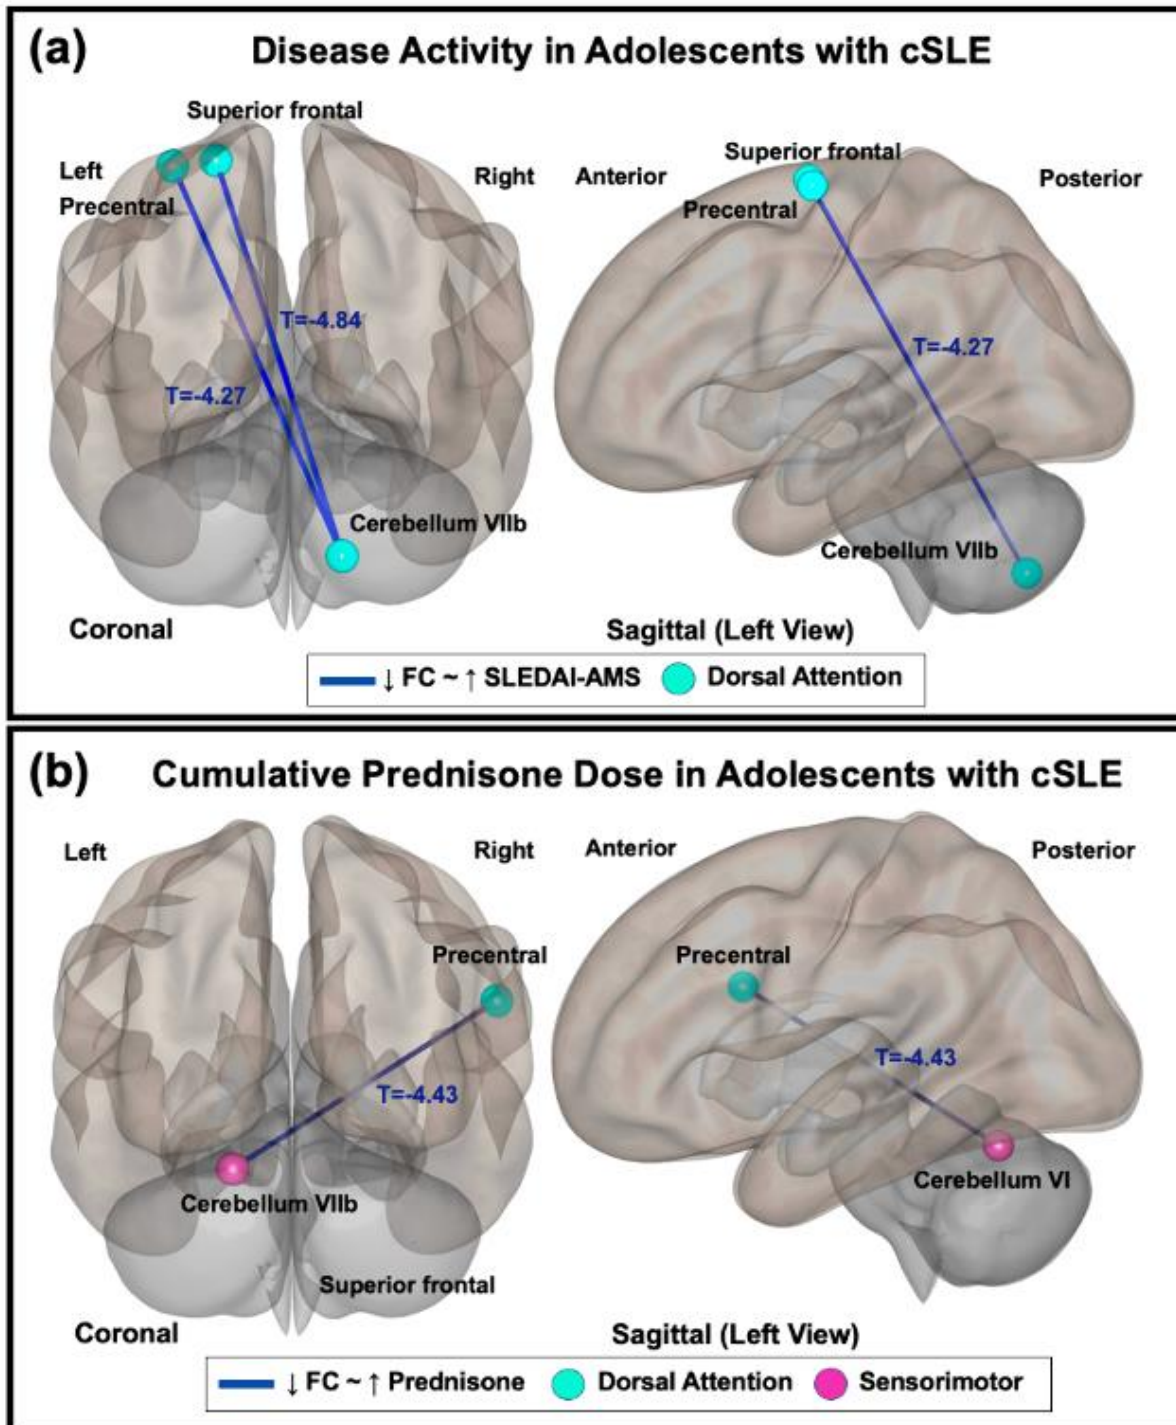 (a) Disease Activity in Adolescents with cSLE
Superior frontal
Left
Precentral
Right
T=-4.84
T=-4.27
Cerebellum VIIb
Coronal
Anterior
Superior frontal
Posterior
Precentral
T=-4.27
Cerebellum VIIb
Sagittal (Left View)
↓ FC ~ ↑ SLEDAI-AMS Dorsal Attention
(b) Cumulative Prednisone Dose in Adolescents with cSLE
Left
Right
Precentral
T=-4.43
Cerebellum VIIb
Superior frontal
Coronal
Anterior
Posterior
Precentral
T=-4.43
Cerebellum VI
Sagittal (Left View)
↓ FC ~ ↑ Prednisone Dorsal Attention Sensorimotor